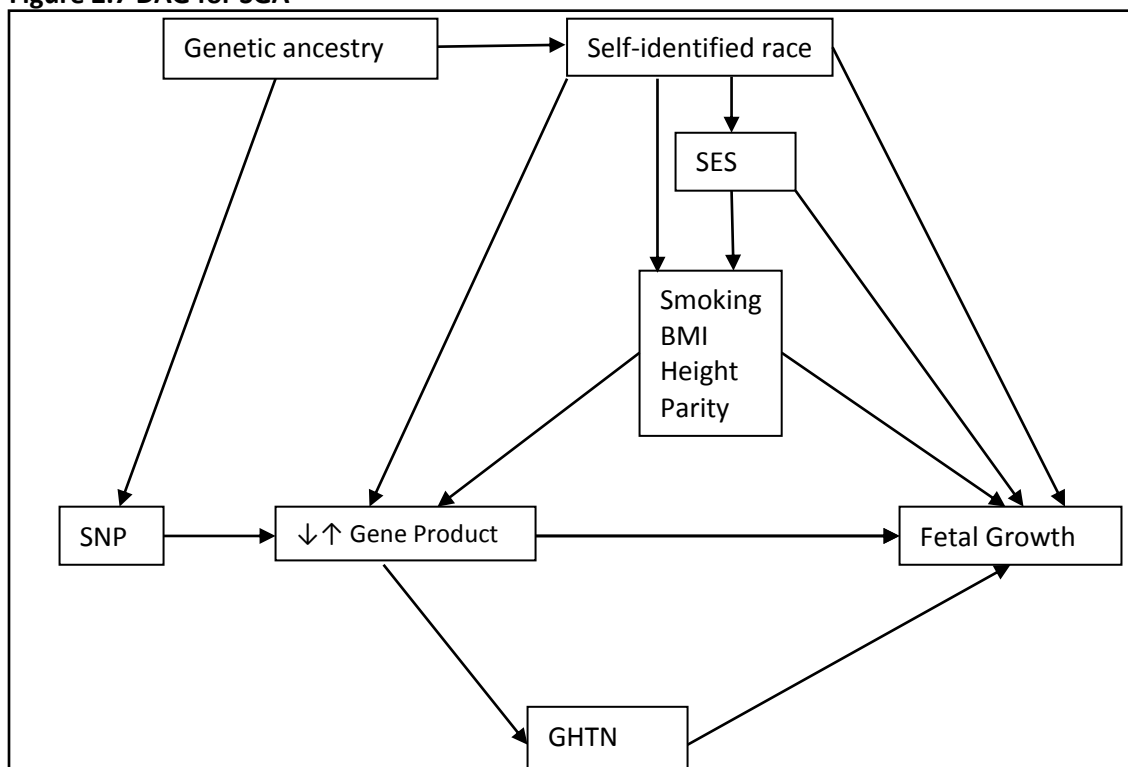 Figure 2.7 DAG for SGA
Genetic ancestry
Self-identified race
SES
Smoking
BMI
Height
Parity
SNP
↓↑ Gene Product
Fetal Growth
GHTN